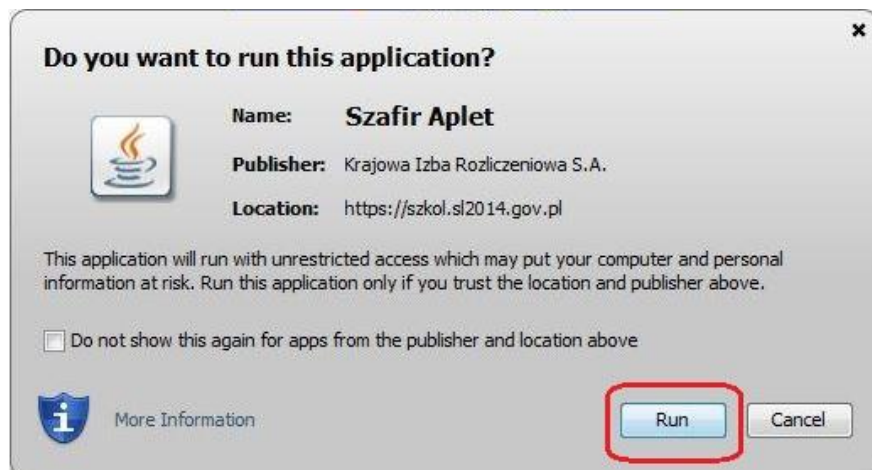 Do you want to run this application?
Name: Szafir Aplet
Publisher: Krajowa Izba Rozliczeniowa S.A.
Location: https://szkol.sl2014.gov.pl
This application will run with unrestricted access which may put your computer and personal
information at risk. Run this application only if you trust the location and publisher above.
Do not show this again for apps from the publisher and location above
More Information
Run
Cancel